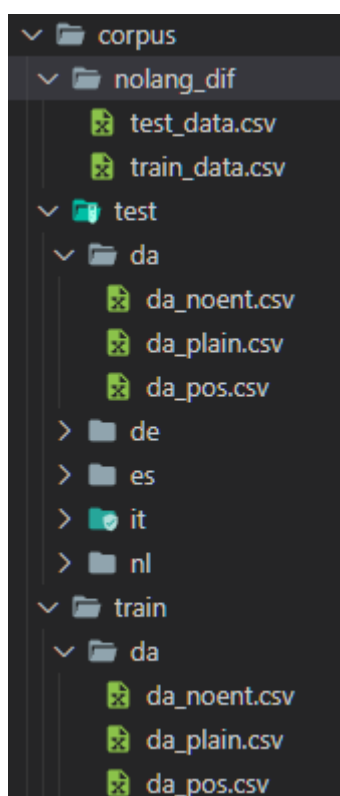 corpus
nolang_dif
test_data.csv
train_data.csv
test
da
da_noent.csv
da_plain.csv
da_pos.csv
de
es
it
nl
train
da
da_noent.csv
da_plain.csv
da_pos.csv